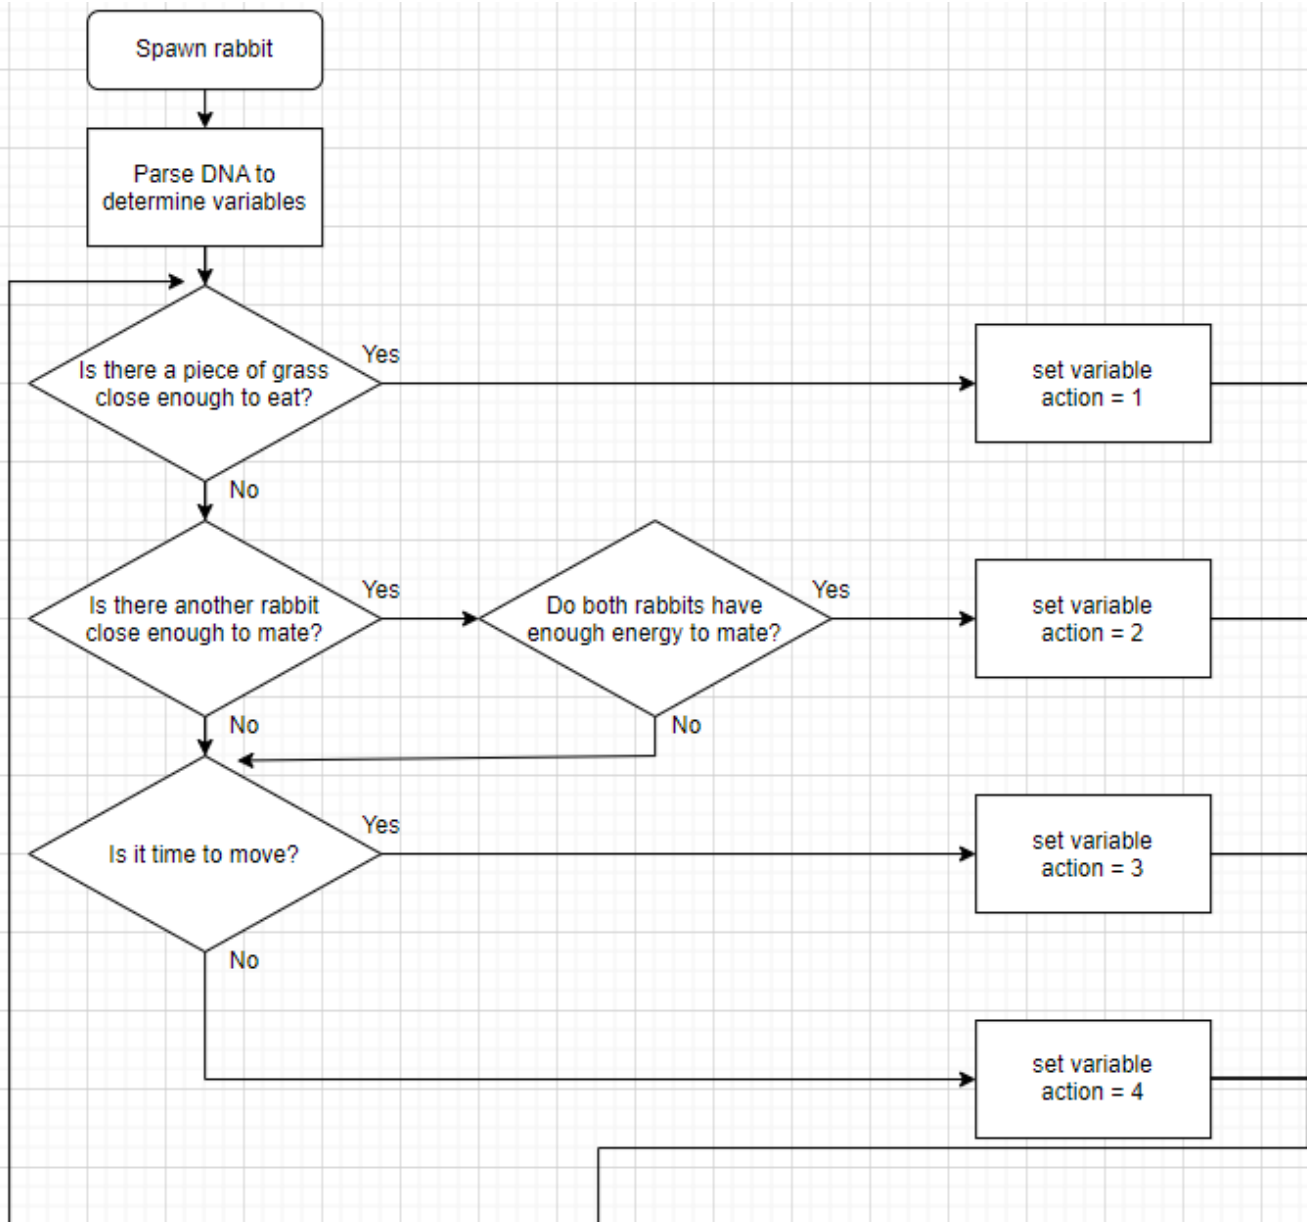 Spawn rabbit
Parse DNA to
determine variables
Is there a piece of grass
close enough to eat?
Yes
set variable
action = 1
No
Is there another rabbit
close enough to mate?
Yes
Do both rabbits have
enough energy to mate?
Yes
set variable
action = 2
No
No
Is it time to move?
Yes
set variable
action = 3
No
set variable
action = 4